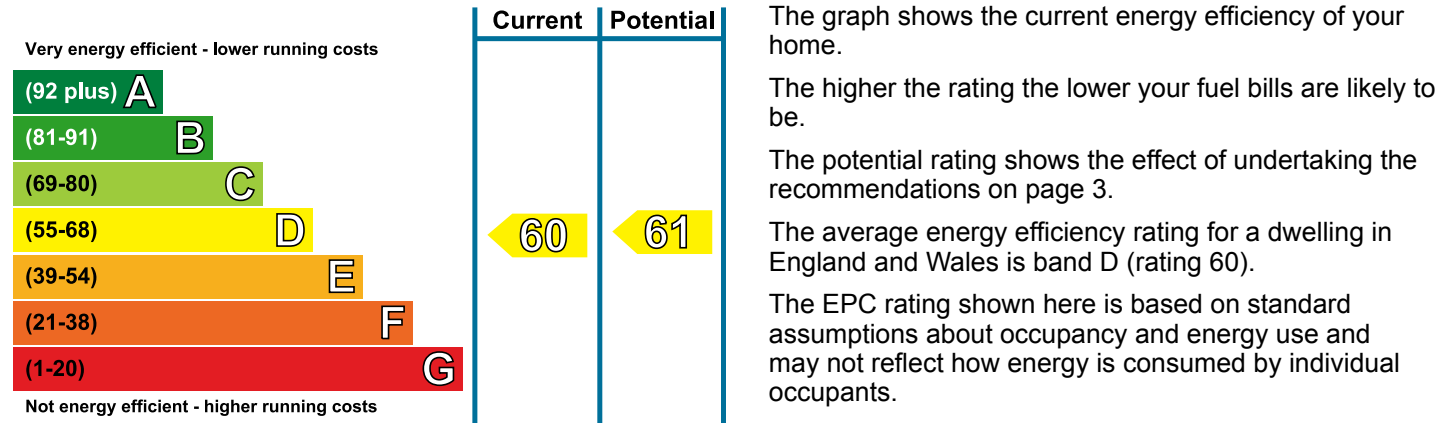 Current Potential
Very energy efficient - lower running costs
(92 plus) A
(81-91) B
(69-80) C
(55-68) D
60 61
(39-54) E
(21-38) F
(1-20) G
Not energy efficient - higher running costs
The graph shows the current energy efficiency of your
home.
The higher the rating the lower your fuel bills are likely to
be.
The potential rating shows the effect of undertaking the
recommendations on page 3.
The average energy efficiency rating for a dwelling in
England and Wales is band D (rating 60).
The EPC rating shown here is based on standard
assumptions about occupancy and energy use and
may not reflect how energy is consumed by individual
occupants.